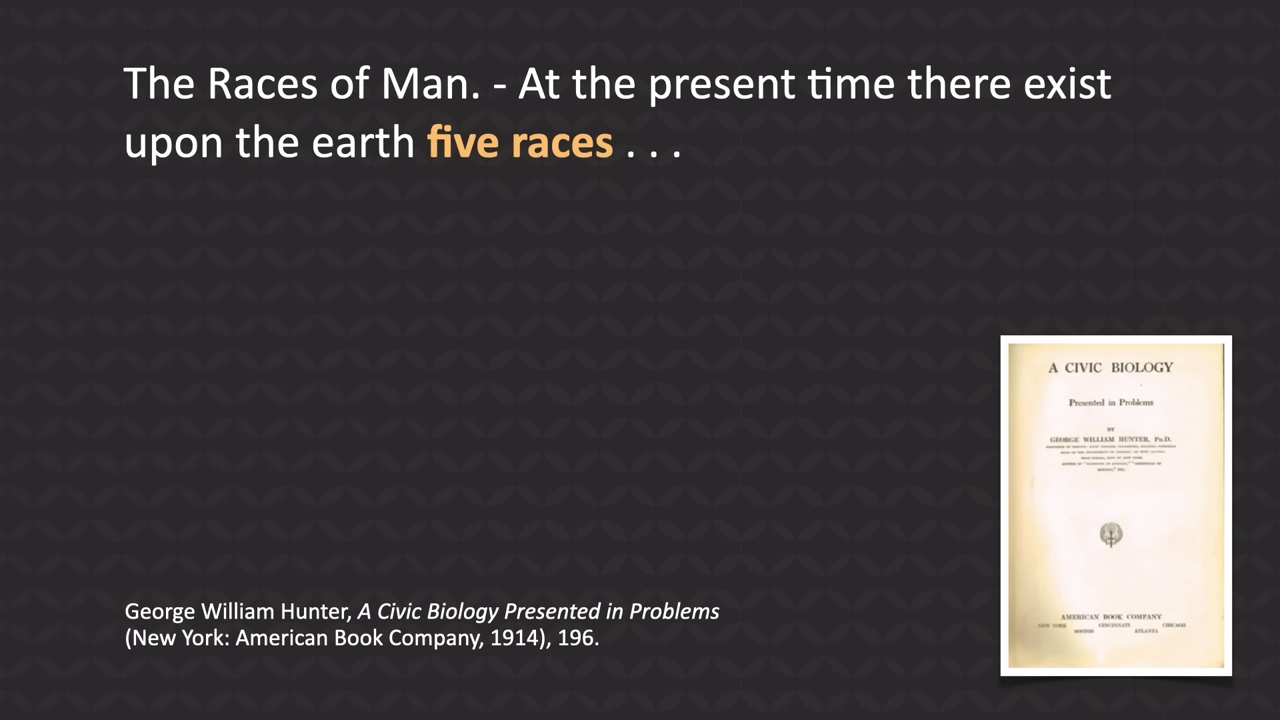 The Races of Man. - At the present time there exist
upon the earth five races . . .
A CIVIC BIOLOGY
Presented in Problems
BY
GEORGE WILLIAM HUNTER, Ph.D.
AMERICAN BOOK COMPANY
NEW YORK CINCINNATI CHICAGO
BOSTON ATLANTA
George William Hunter, A Civic Biology Presented in Problems
(New York: American Book Company, 1914), 196.